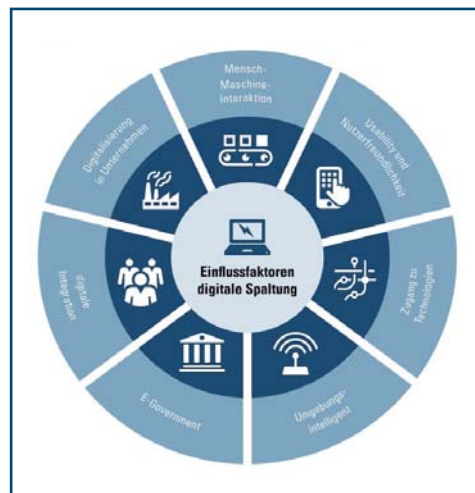 Mensch-
Maschine-
Interaktion
Usability und
Nutzerfreundlichkeit
Zugang zu
Technologien
Umgebungs-
intelligenz
E-Government
digitale
Integration
Digitalisierung
in Unternehmen
Einflussfaktoren
digitale Spaltung